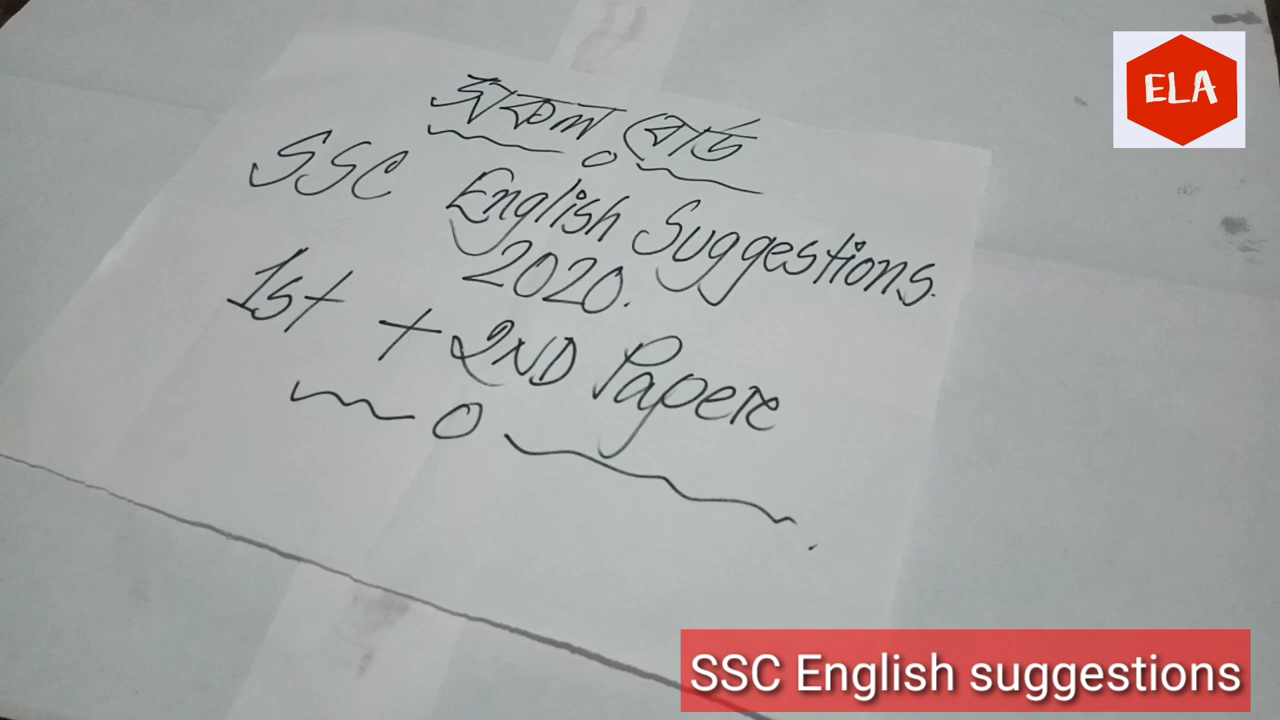 সকল বোর্ড
SSC English Suggestions.
2020.
1st + 2ND Paper
ELA
SSC English suggestions